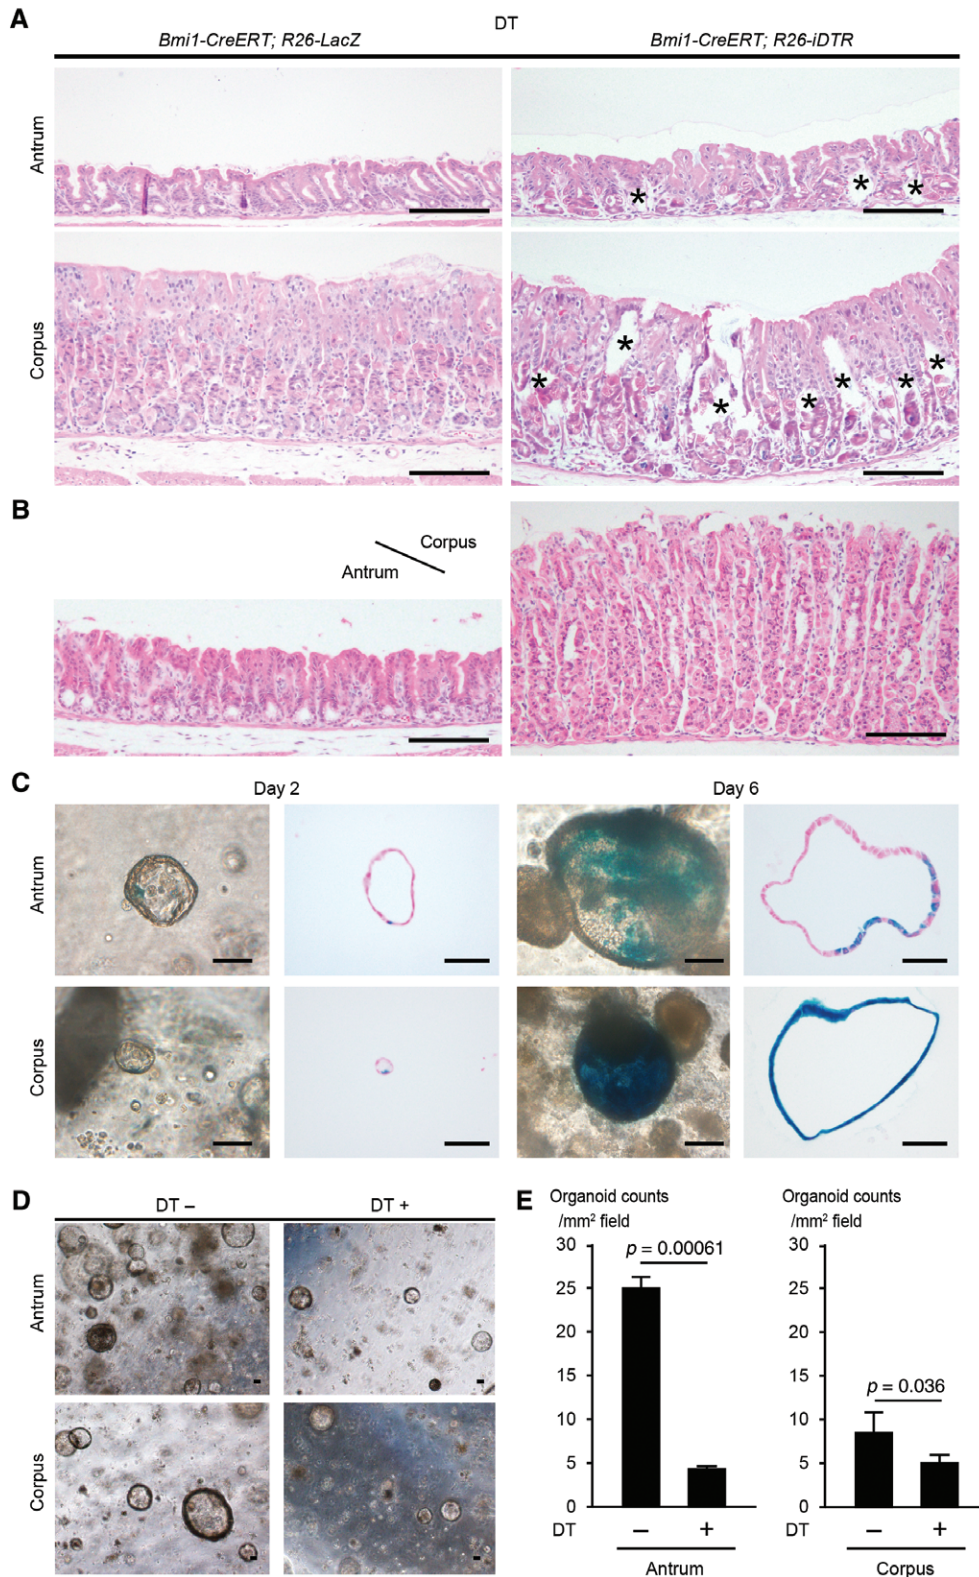 A
DT
Bmi1-CreERT; R26-LacZ
Bmi1-CreERT; R26-iDTR
Antrum
* * *
Corpus
* * * * * * *
B
Corpus
Antrum
C
Day 2
Day 6
Antrum
Corpus
D
DT –
DT +
Antrum
Corpus
E
Organoid counts
/mm² field
30
25
20
15
10
5
0
p = 0.00061
DT
– +
Antrum
Organoid counts
/mm² field
30
25
20
15
10
5
0
p = 0.036
DT
– +
Corpus